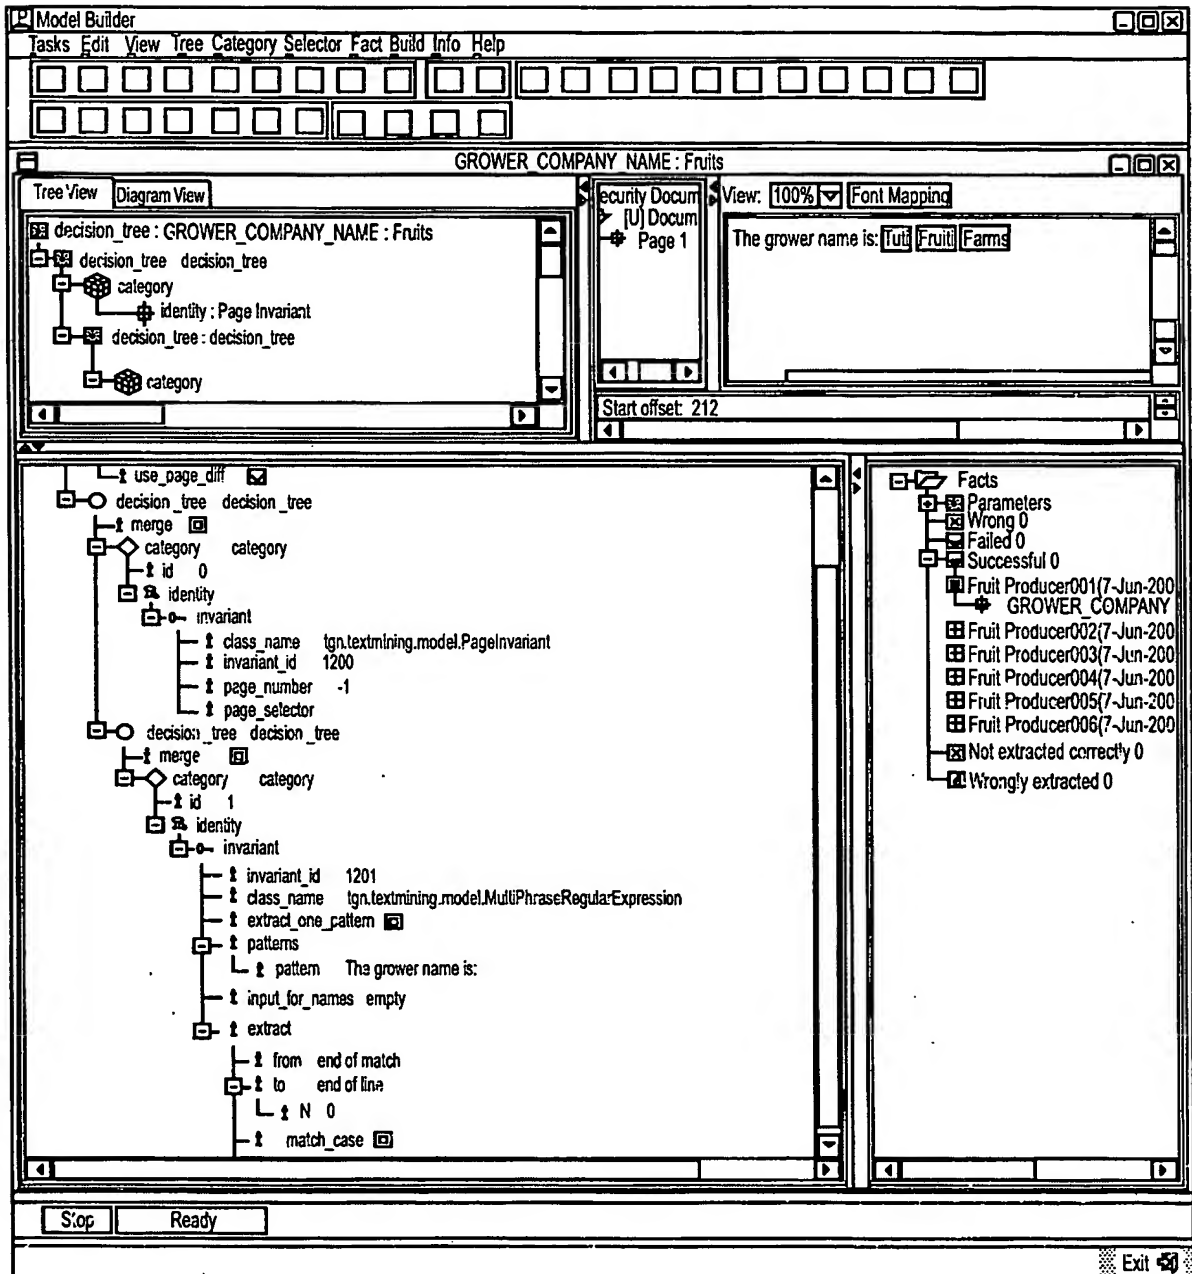 Model Builder
Tasks Edit View Tree Category Selector Fact Build Info Help
GROWER_COMPANY_NAME : Fruits
Tree View Diagram View
decision_tree : GROWER_COMPANY_NAME : Fruits
decision_tree decision_tree
category
identity : Page Invariant
decision_tree : decision_tree
category
ecurity Docum
[U] Docum
Page 1
View: 100% Font Mapping
The grower name is: Tuti Fruiti Farms
Start offset: 212
use_page_diff
decision_tree decision_tree
merge
category category
id 0
identity
invariant
class_name tgn.textmining.model.PageInvariant
invariant_id 1200
page_number -1
page_selector
decision_tree decision_tree
merge
category category
id 1
identity
invariant
invariant_id 1201
class_name tgn.textmining.model.MultiPhraseRegularExpression
extract_one_pattern
patterns
pattern The grower name is:
input_for_names empty
extract
from end of match
to end of line
N 0
match_case
Facts
Parameters
Wrong 0
Failed 0
Successful 0
Fruit Producer001(7-Jun-200
GROWER_COMPANY
Fruit Producer002(7-Jun-200
Fruit Producer003(7-Jun-200
Fruit Producer004(7-Jun-200
Fruit Producer005(7-Jun-200
Fruit Producer006(7-Jun-200
Not extracted correctly 0
Wrongly extracted 0
Stop Ready
Exit